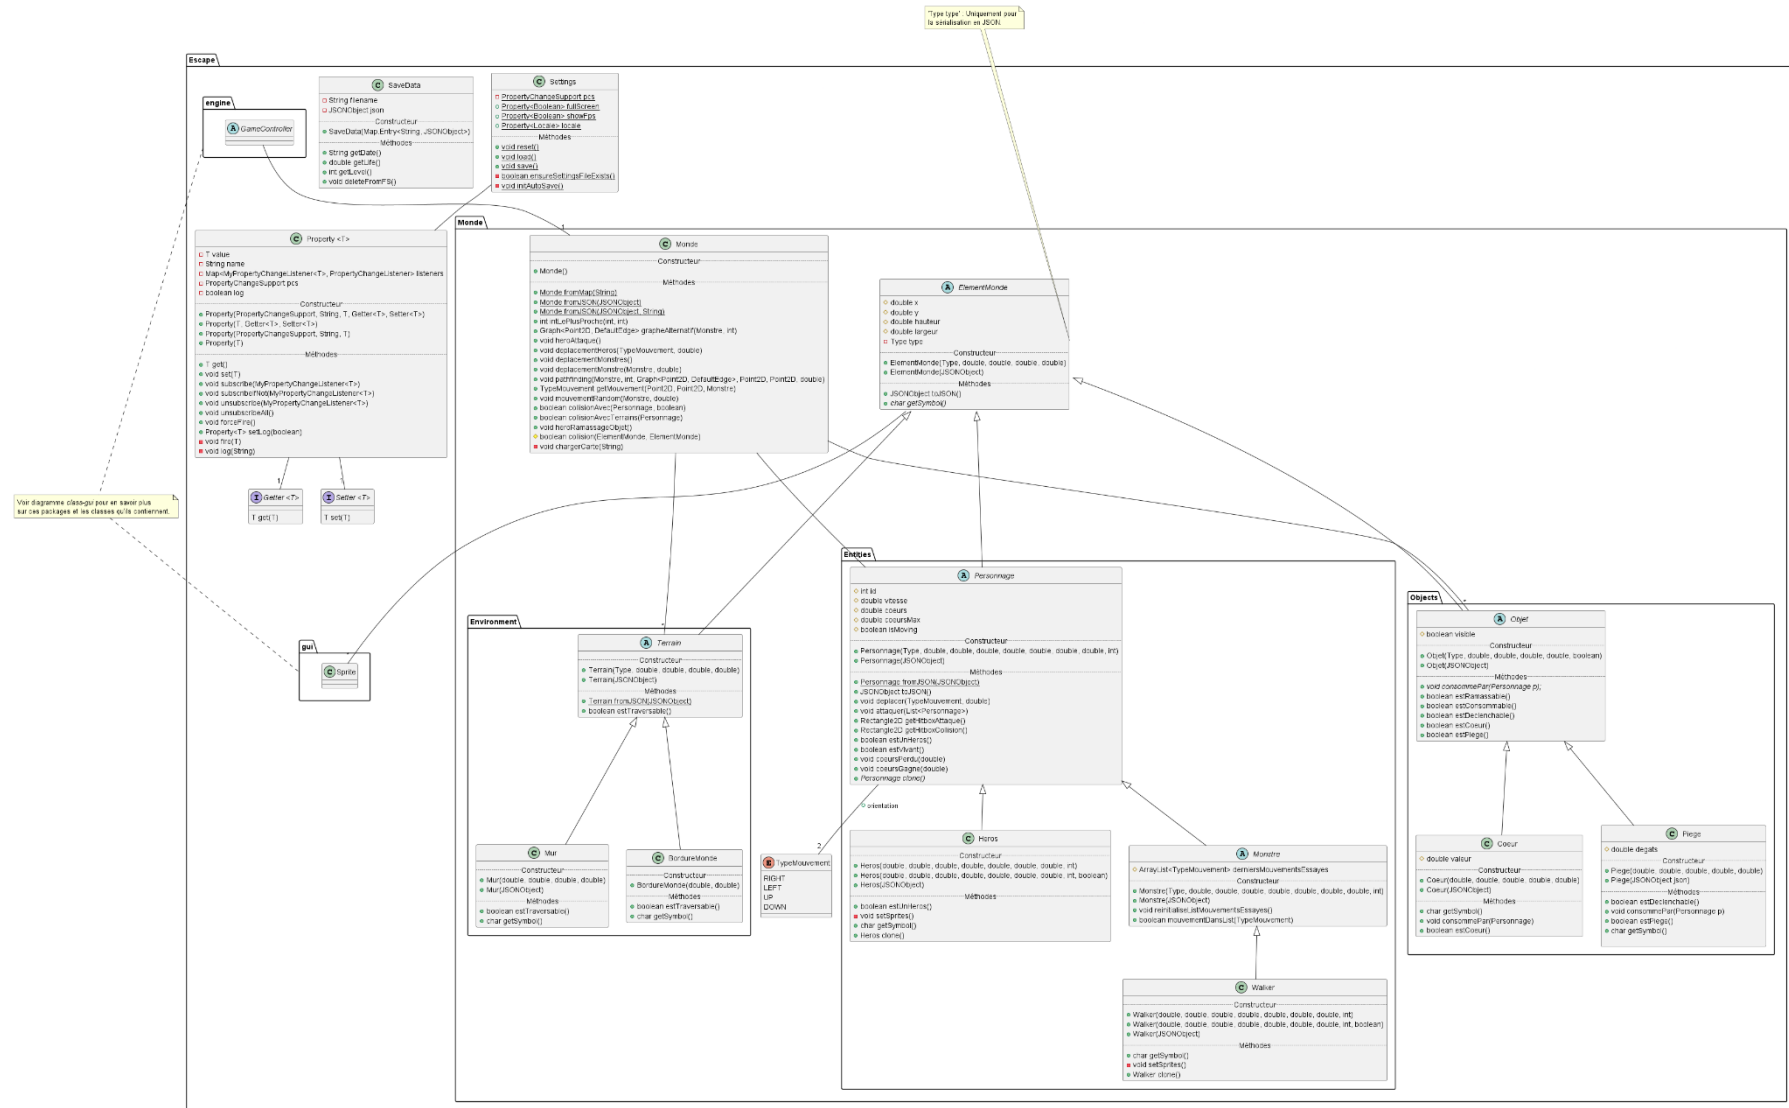 'Type type' : Uniquement pour
la sérialisation en JSON.
Escape
engine
A GameController
C SaveData
String filename
JSONObject json
Constructeur
SaveData(Map.Entry<String, JSONObject>)
Méthodes
String getDate()
double getLife()
int getLevel()
void deleteFromFS()
C Settings
PropertyChangeSupport pcs
Property<Boolean> fullScreen
Property<Boolean> showFps
Property<Locale> locale
Méthodes
void reset()
void load()
void save()
boolean ensureSettingsFileExists()
void initAutoSave()
C Property <T>
T value
String name
Map<MyPropertyChangeListener<T>, PropertyChangeListener> listeners
PropertyChangeSupport pcs
boolean log
Constructeur
Property(PropertyChangeSupport, String, T, Getter<T>, Setter<T>)
Property(T, Getter<T>, Setter<T>)
Property(PropertyChangeSupport, String, T)
Property(T)
Méthodes
T get()
void set(T)
void subscribe(MyPropertyChangeListener<T>)
void subscribeIfNot(MyPropertyChangeListener<T>)
void unsubscribe(MyPropertyChangeListener<T>)
void unsubscribeAll()
void forceFire()
Property<T> setLog(boolean)
void fire(T)
void log(String)
1
1
I Getter <T>
T get(T)
I Setter <T>
T set(T)
Voir diagramme class-gui pour en savoir plus
sur ces packages et les classes qu'ils contiennent.
gui
C Sprite
Monde
1
C Monde
Constructeur
Monde()
Méthodes
Monde fromMap(String)
Monde fromJSON(JSONObject)
Monde fromJSON(JSONObject, String)
int intLePlusProche(int, int)
Graph<Point2D, DefaultEdge> grapheAlternatif(Monstre, int)
void heroAttaque()
void deplacementHeros(TypeMouvement, double)
void deplacementMonstres()
void deplacementMonstre(Monstre, double)
void pathfinding(Monstre, int, Graph<Point2D, DefaultEdge>, Point2D, Point2D, double)
TypeMouvement getMouvement(Point2D, Point2D, Monstre)
void mouvementRandom(Monstre, double)
boolean collisionAvec(Personnage, boolean)
boolean collisionAvecTerrains(Personnage)
void heroRamassageObjet()
boolean collision(ElementMonde, ElementMonde)
void chargerCarte(String)
A ElementMonde
double x
double y
double hauteur
double largeur
Type type
Constructeur
ElementMonde(Type, double, double, double, double)
ElementMonde(JSONObject)
Méthodes
JSONObject toJSON()
char getSymbol()
Environment
*
A Terrain
Constructeur
Terrain(Type, double, double, double, double)
Terrain(JSONObject)
Méthodes
Terrain fromJSON(JSONObject)
boolean estTraversable()
C Mur
Constructeur
Mur(double, double, double, double)
Mur(JSONObject)
Méthodes
boolean estTraversable()
char getSymbol()
C BordureMonde
Constructeur
BordureMonde(double, double)
Méthodes
boolean estTraversable()
char getSymbol()
Entities
A Personnage
int id
double vitesse
double coeurs
double coeursMax
boolean isMoving
Constructeur
Personnage(Type, double, double, double, double, double, double, double, int)
Personnage(JSONObject)
Méthodes
Personnage fromJSON(JSONObject)
JSONObject toJSON()
void deplacer(TypeMouvement, double)
void attaquer(List<Personnage>)
Rectangle2D getHitboxAttaque()
Rectangle2D getHitboxCollision()
boolean estUnHeros()
boolean estVivant()
void coeursPerdu(double)
void coeursGagne(double)
Personnage clone()
orientation
2
E TypeMouvement
RIGHT
LEFT
UP
DOWN
C Heros
Constructeur
Heros(double, double, double, double, double, double, double, int)
Heros(double, double, double, double, double, double, double, int, boolean)
Heros(JSONObject)
Méthodes
boolean estUnHeros()
void setSprites()
char getSymbol()
Heros clone()
A Monstre
ArrayList<TypeMouvement> derniersMouvementsEssayes
Constructeur
Monstre(Type, double, double, double, double, double, double, double, int)
Monstre(JSONObject)
void reinitialiseListMouvementsEssayes()
boolean mouvementDansList(TypeMouvement)
C Walker
Constructeur
Walker(double, double, double, double, double, double, double, int)
Walker(double, double, double, double, double, double, double, int, boolean)
Walker(JSONObject)
Méthodes
char getSymbol()
void setSprites()
Walker clone()
Objects
*
A Objet
boolean visible
Constructeur
Objet(Type, double, double, double, double, boolean)
Objet(JSONObject)
Méthodes
void consommePar(Personnage p);
boolean estRamassable()
boolean estConsommable()
boolean estDeclenchable()
boolean estCoeur()
boolean estPiege()
C Coeur
double valeur
Constructeur
Coeur(double, double, double, double, double)
Coeur(JSONObject)
Méthodes
char getSymbol()
void consommePar(Personnage)
boolean estCoeur()
C Piege
double degats
Constructeur
Piege(double, double, double, double, double)
Piege(JSONObject json)
Méthodes
boolean estDeclenchable()
void consommePar(Personnage p)
boolean estPiege()
char getSymbol()